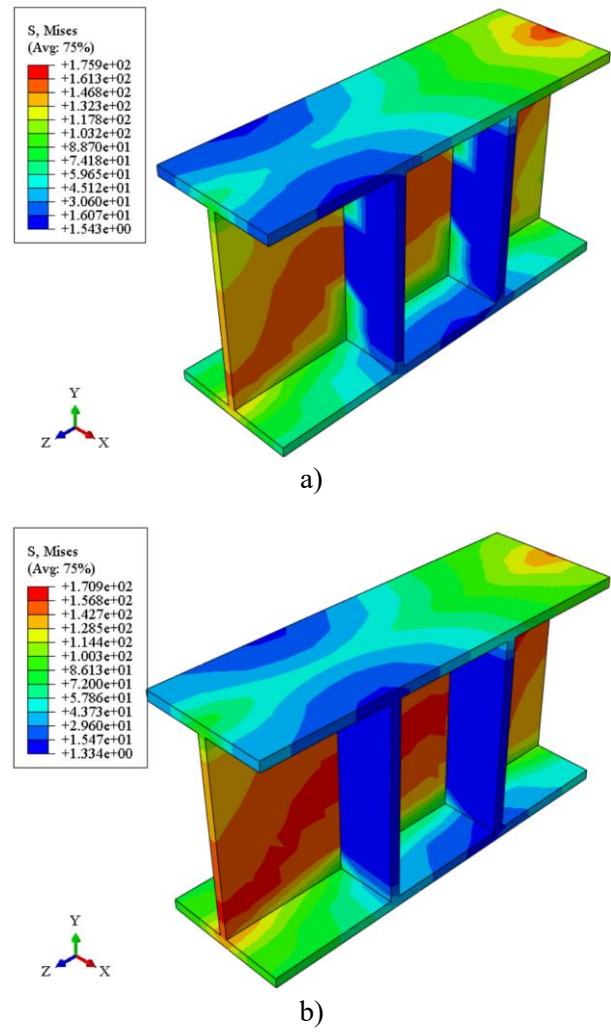 S, Mises
(Avg: 75%)
+1.759e+02
+1.613e+02
+1.468e+02
+1.323e+02
+1.178e+02
+1.032e+02
+8.870e+01
+7.418e+01
+5.965e+01
+4.512e+01
+3.060e+01
+1.607e+01
+1.543e+00
Y
Z X
a)
S, Mises
(Avg: 75%)
+1.709e+02
+1.568e+02
+1.427e+02
+1.285e+02
+1.144e+02
+1.003e+02
+8.613e+01
+7.200e+01
+5.786e+01
+4.373e+01
+2.960e+01
+1.547e+01
+1.334e+00
Y
Z X
b)